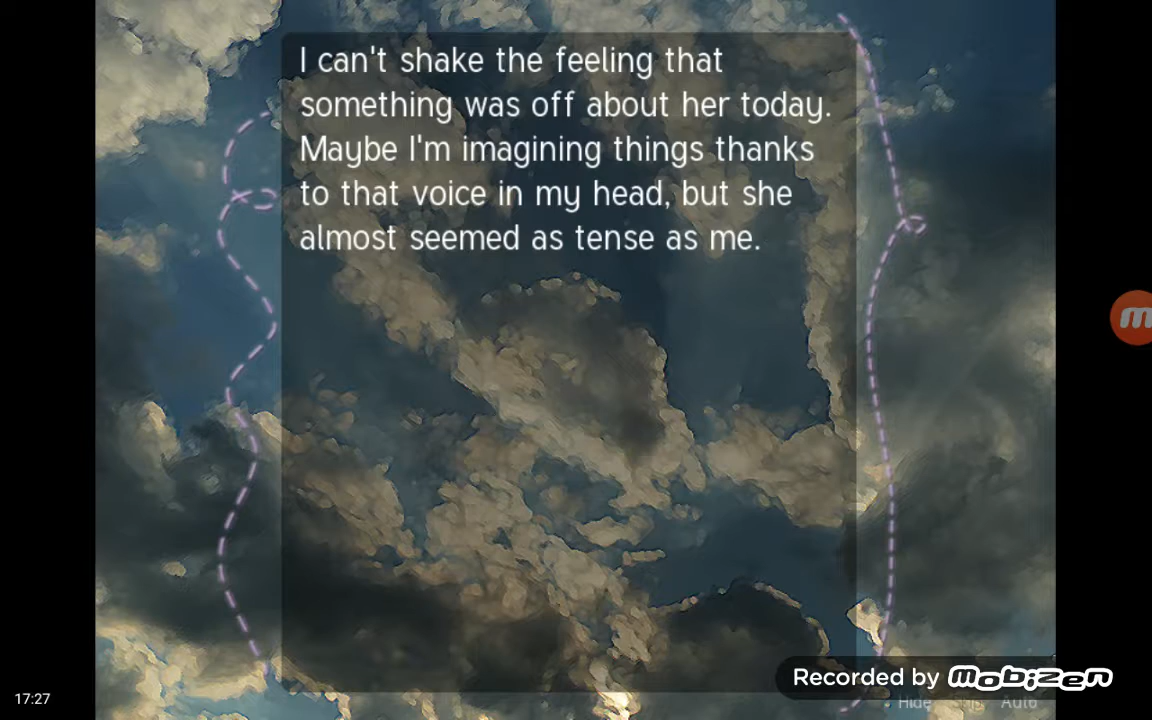 I can't shake the feeling that
something was off about her today.
Maybe I'm imagining things thanks
to that voice in my head, but she
almost seemed as tense as me.
Recorded by Mobizen
17:27
Hide Skip Auto